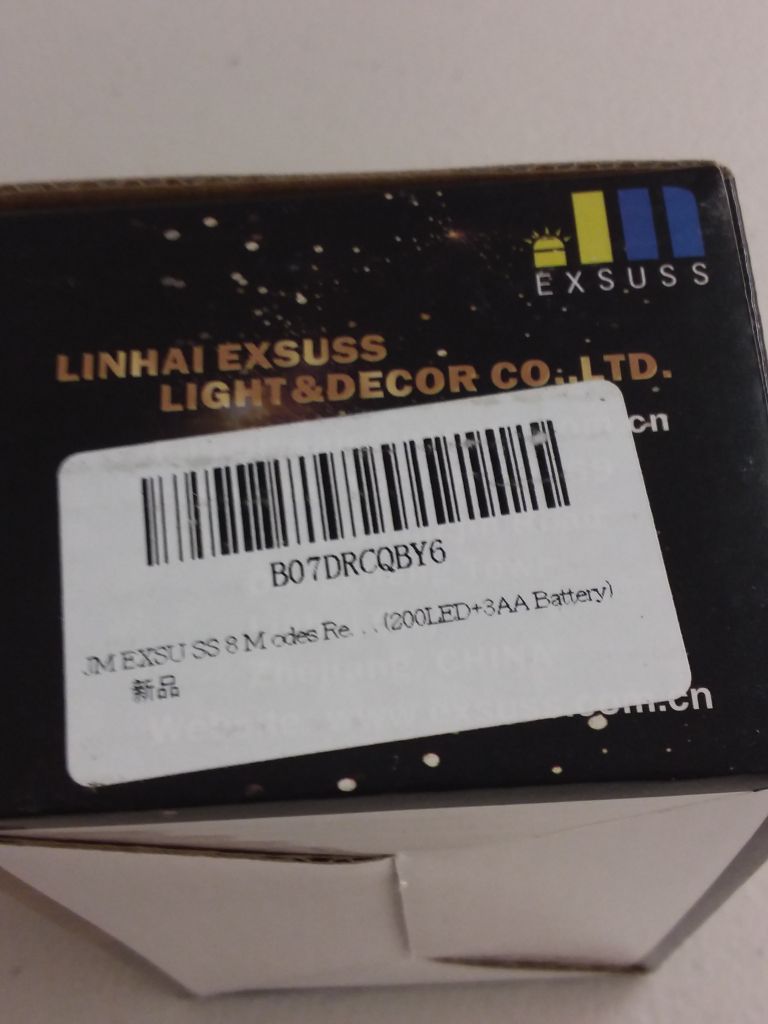 EXSUSS
LINHAI EXSUSS
LIGHT&DECOR CO.,LTD.
.cn
B07DRCQBY6
JM EXSU SS 8 M odes Re. . . (200LED+3AA Battery)
新品
.com.cn